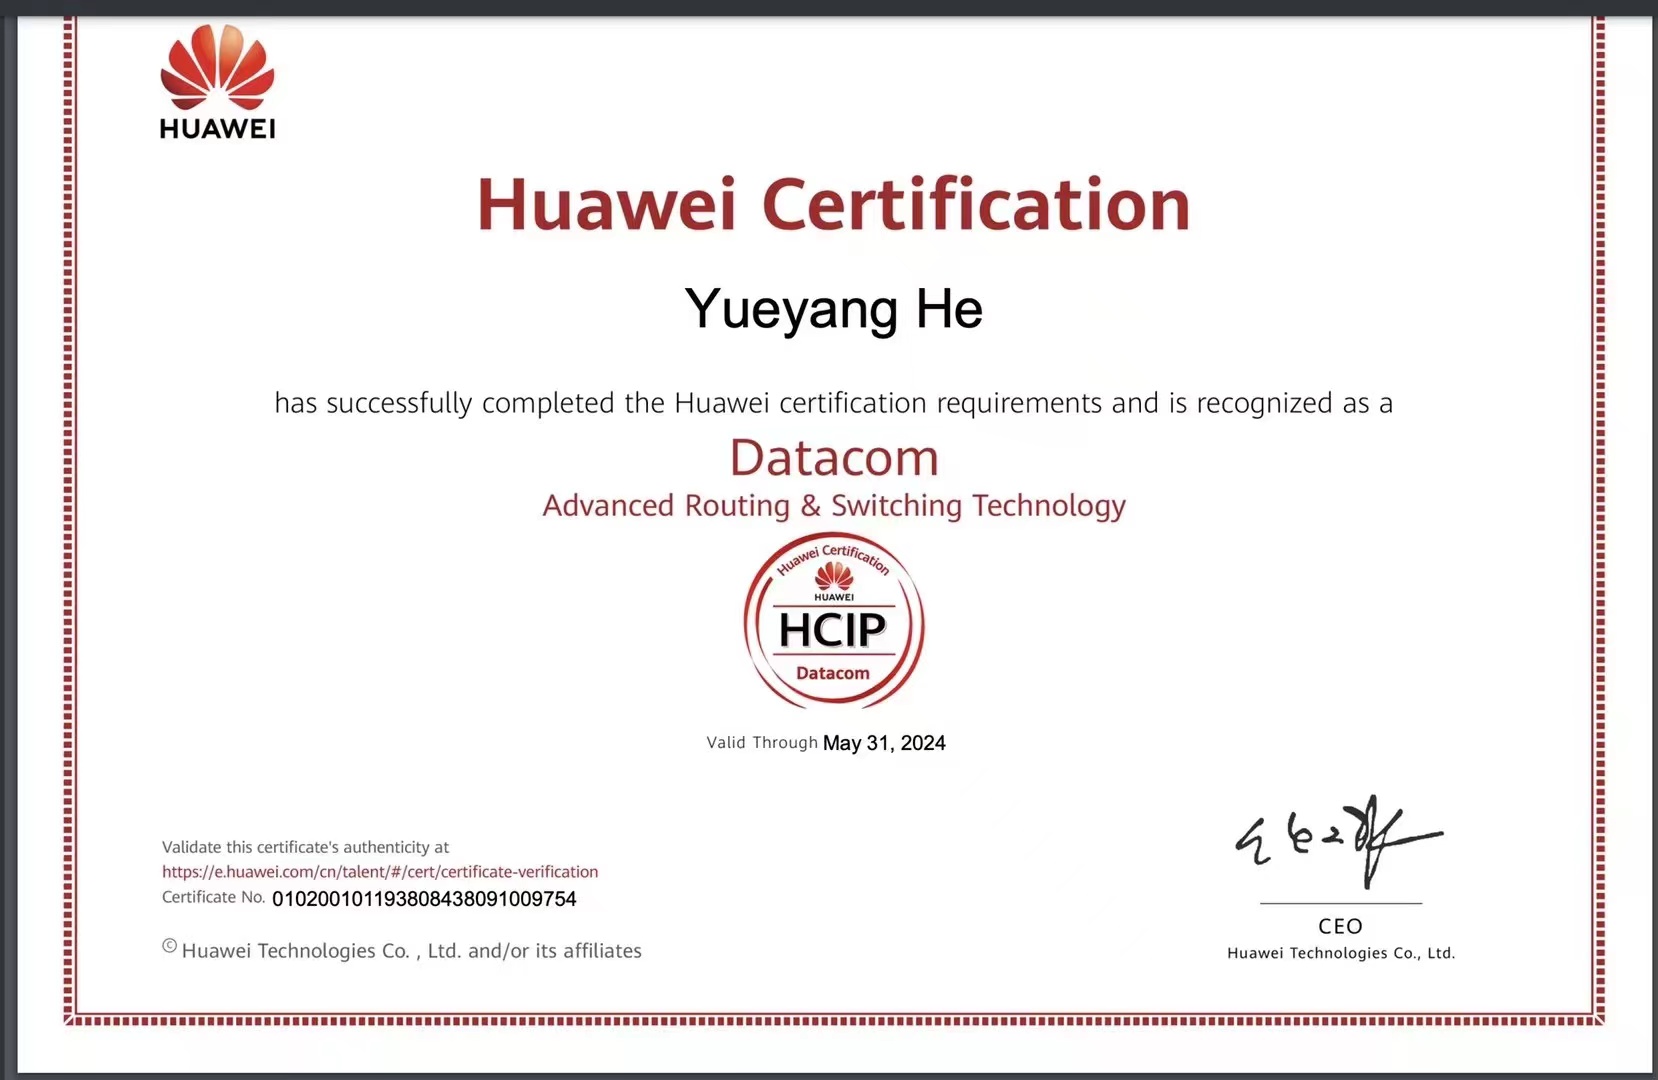 HUAWEI
Huawei Certification
Yueyang He
has successfully completed the Huawei certification requirements and is recognized as a
Datacom
Advanced Routing & Switching Technology
Huawei Certification
HUAWEI
HCIP
Datacom
Valid Through May 31, 2024
Validate this certificate's authenticity at
https://e.huawei.com/cn/talent/#/cert/certificate-verification
Certificate No. 010200101193808438091009754
© Huawei Technologies Co. , Ltd. and/or its affiliates
CEO
Huawei Technologies Co., Ltd.